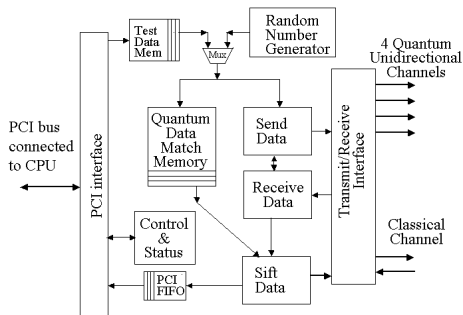 Test
Data
Mem
Mux
Random
Number
Generator
4 Quantum
Unidirectional
Channels
PCI bus
connected
to CPU
PCI interface
Quantum
Data
Match
Memory
Send
Data
Receive
Data
Transmit/Receive
Interface
Control
&
Status
Classical
Channel
PCI
FIFO
Sift
Data